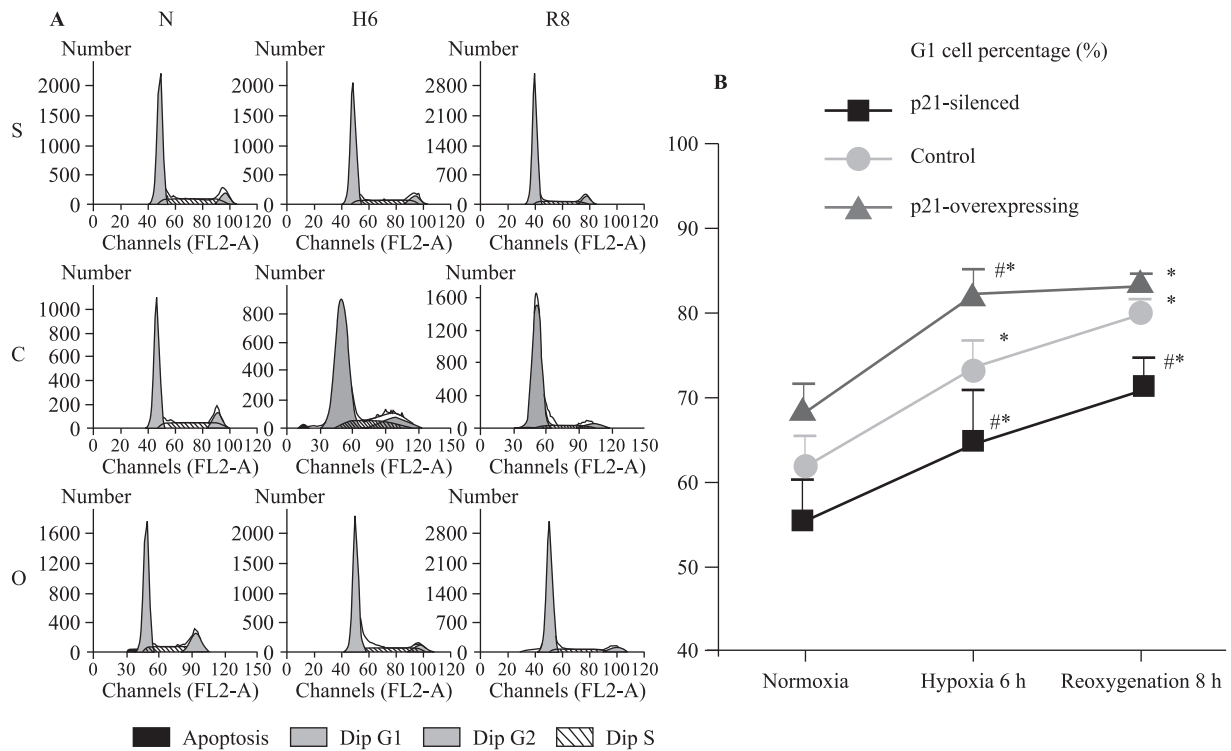 A
N H6 R8
Number Number Number
2000 2000 2800
1500 1500 2100
1000 1000 1400
500 500 700
0 0 0
S
0 20 40 60 80 100 120 0 20 40 60 80 100 120 0 20 40 60 80 100 120
Channels (FL2-A) Channels (FL2-A) Channels (FL2-A)
Number Number Number
1000 800 1600
800 600 1200
600 400 800
400 200 400
200 0 0
0
C
0 20 40 60 80 100 120 0 30 60 90 120 150 0 30 60 90 120 150
Channels (FL2-A) Channels (FL2-A) Channels (FL2-A)
Number Number Number
1600 2000 2800
1200 1500 2100
800 1000 1400
400 500 700
0 0 0
O
0 30 60 90 120 150 0 20 40 60 80 100 120 0 20 40 60 80 100 120
Channels (FL2-A) Channels (FL2-A) Channels (FL2-A)
Apoptosis Dip G1 Dip G2 Dip S
B
G1 cell percentage (%)
p21-silenced
Control
p21-overexpressing
100
90
80
70
60
50
40
#*
*
#*
*
*
#*
Normoxia Hypoxia 6 h Reoxygenation 8 h